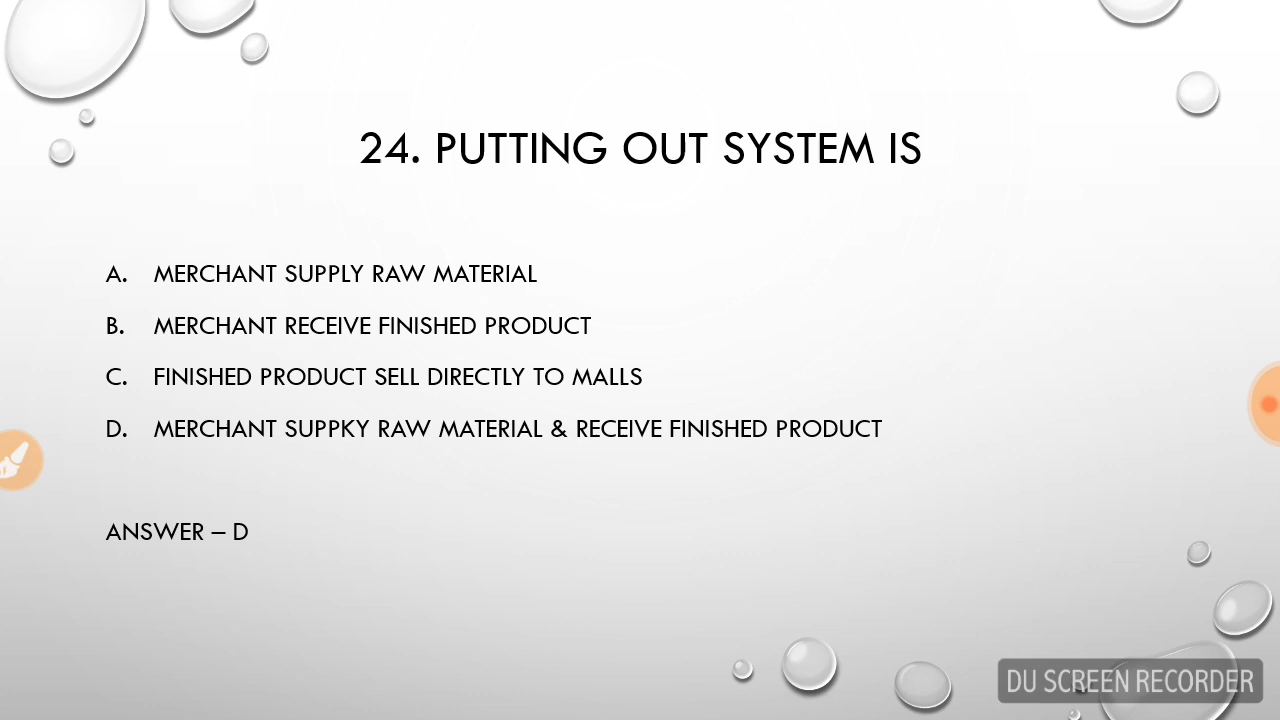 24. PUTTING OUT SYSTEM IS
A. MERCHANT SUPPLY RAW MATERIAL
B. MERCHANT RECEIVE FINISHED PRODUCT
C. FINISHED PRODUCT SELL DIRECTLY TO MALLS
D. MERCHANT SUPPKY RAW MATERIAL & RECEIVE FINISHED PRODUCT
ANSWER – D
DU SCREEN RECORDER